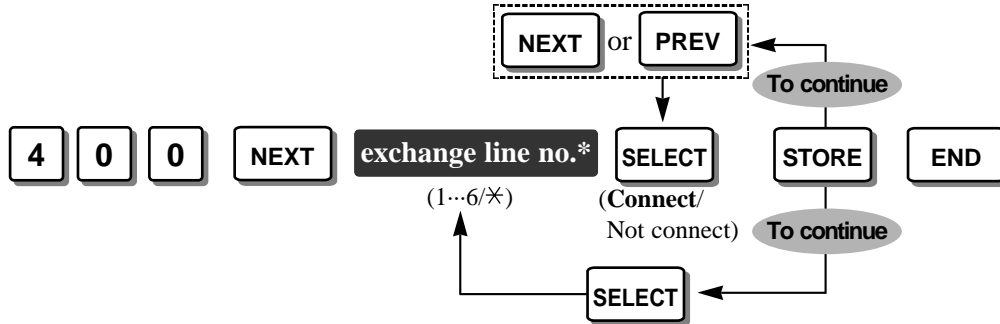 NEXT or PREV
To continue
4 0 0 NEXT exchange line no.* SELECT STORE END
(1···6/✳) (Connect/
Not connect)
To continue
SELECT